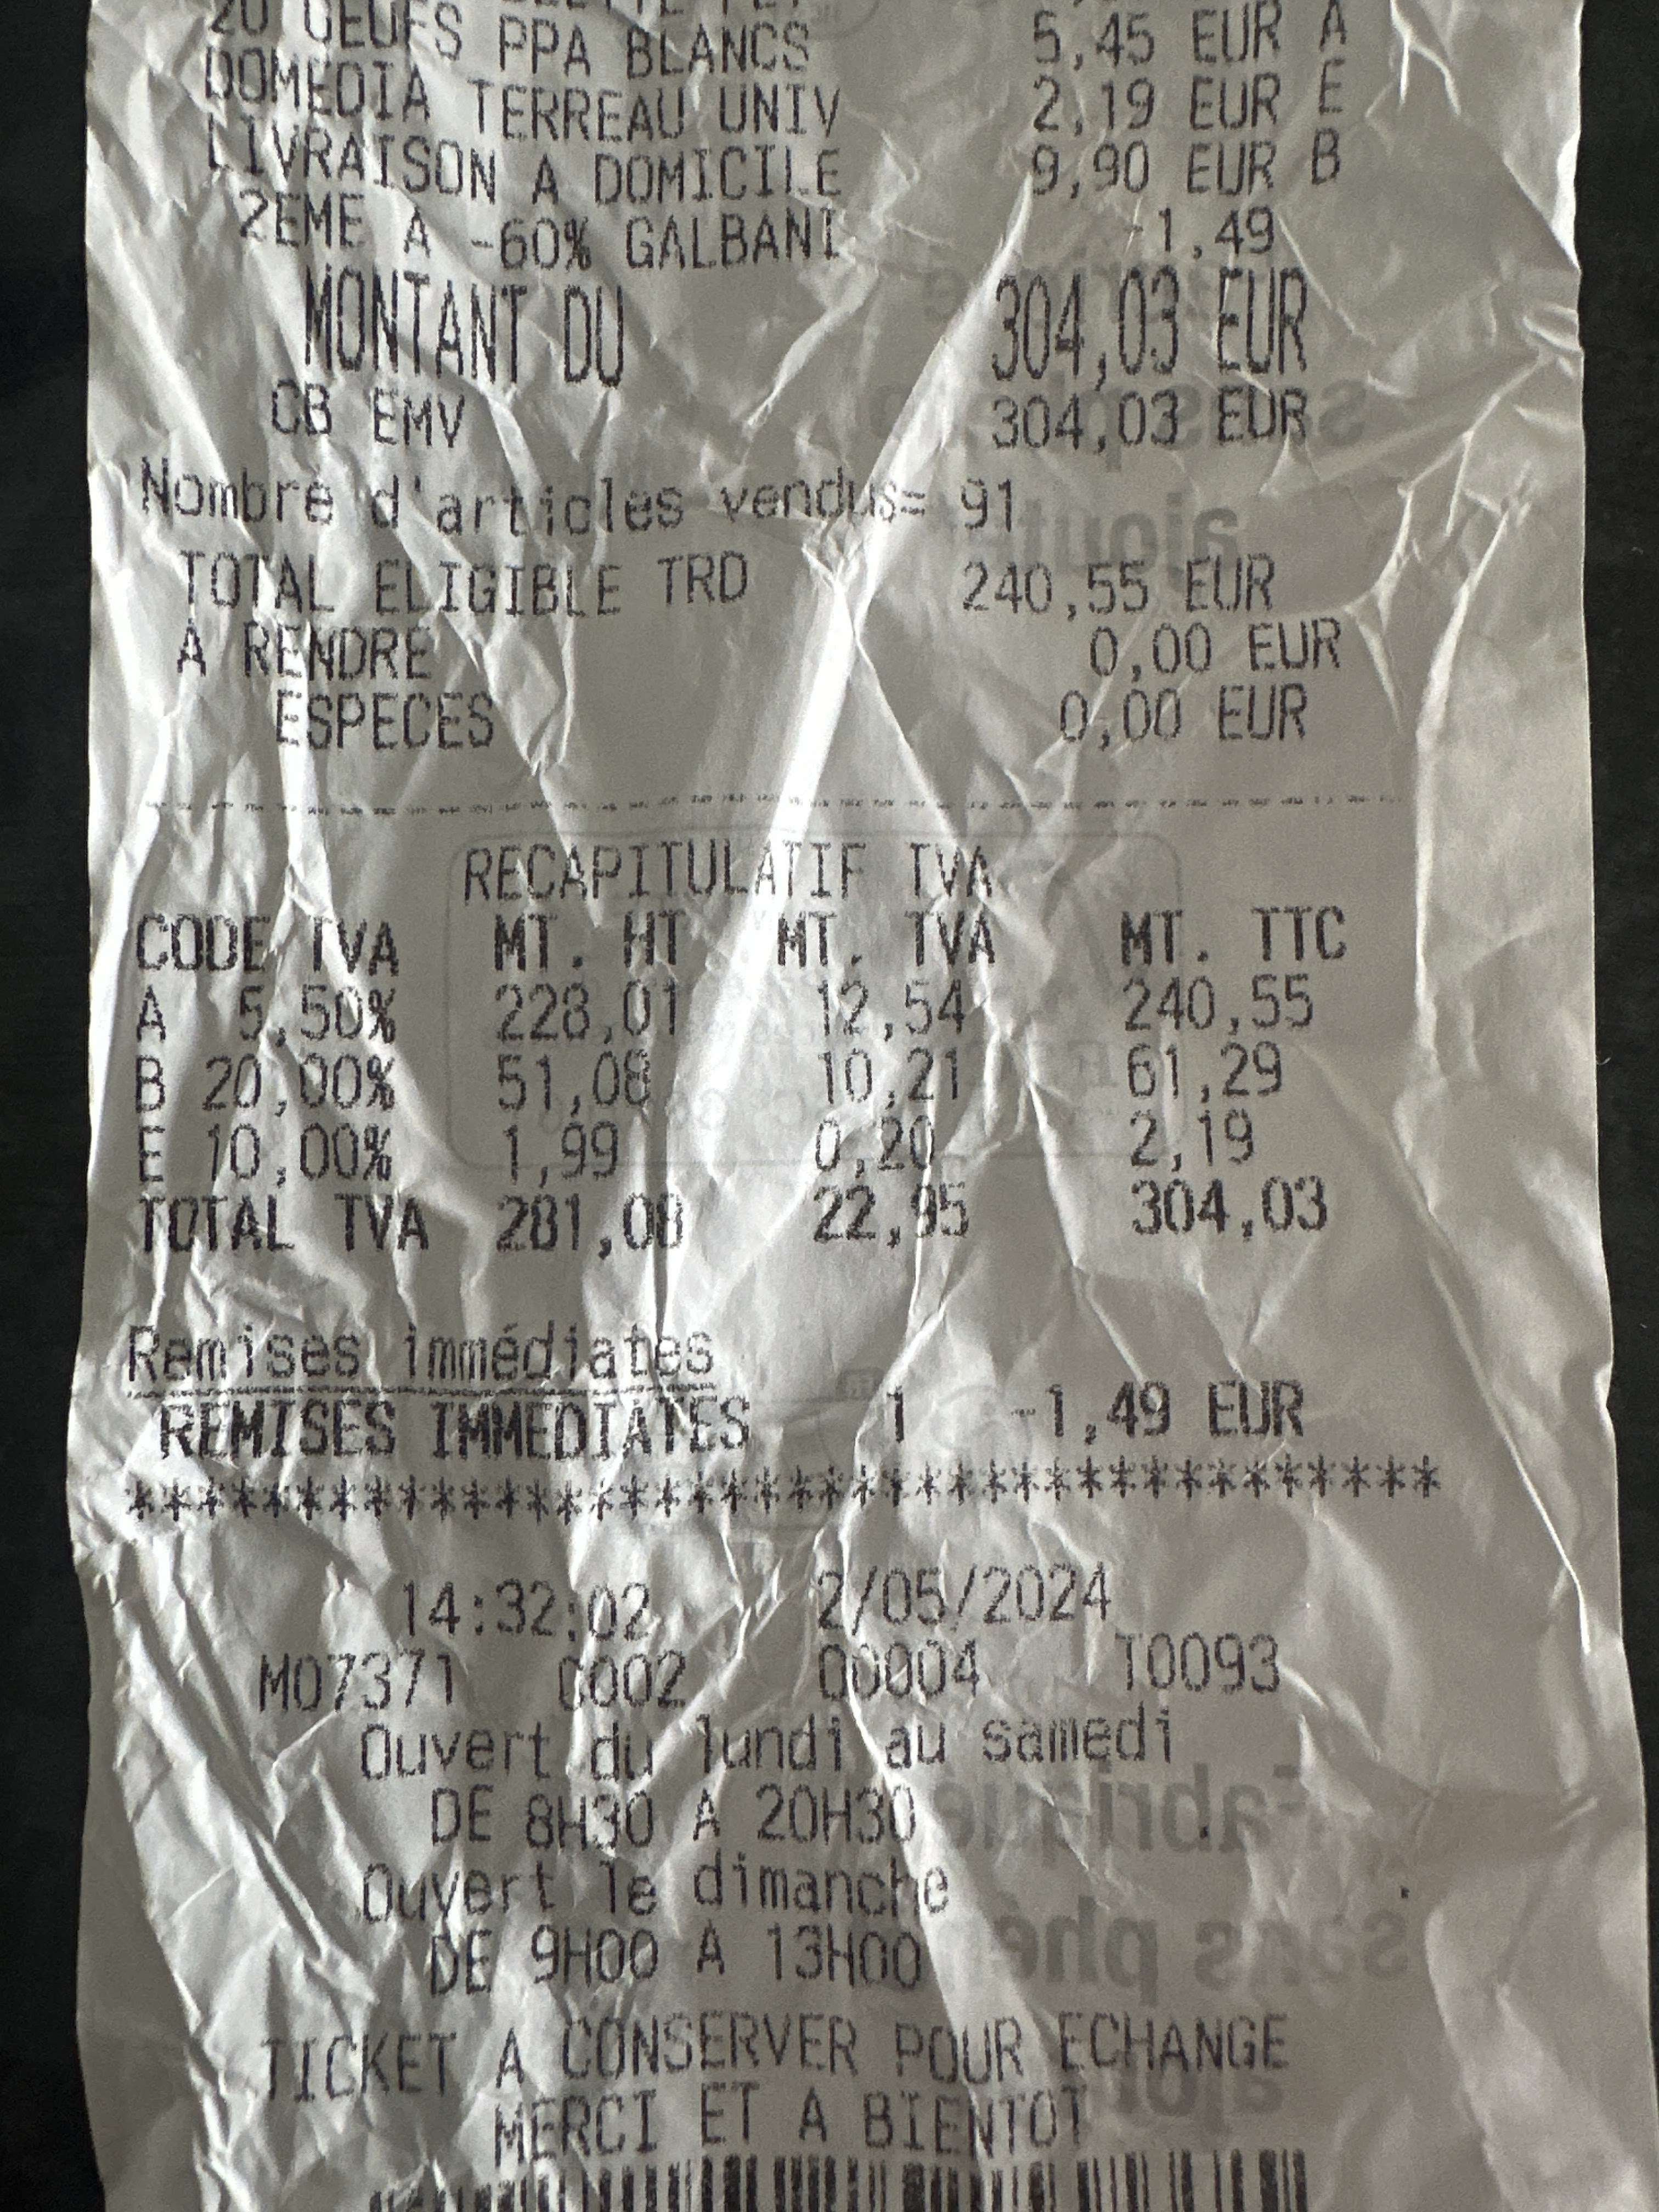 20 OEUFS PPA BLANCS 5,45 EUR A
DOMEDIA TERREAU UNIV 2,19 EUR E
LIVRAISON A DOMICILE 9,90 EUR B
2EME A -60% GALBANI -1,49
MONTANT DU 304,03 EUR
CB EMV 304,03 EUR
Nombre d'articles vendus= 91
TOTAL ELIGIBLE TRD 240,55 EUR
A RENDRE 0,00 EUR
ESPECES 0,00 EUR
RECAPITULATIF TVA
CODE TVA MT. HT MT. TVA MT. TTC
A 5,50% 228,01 12,54 240,55
B 20,00% 51,08 10,21 61,29
E 10,00% 1,99 0,20 2,19
TOTAL TVA 281,08 22,95 304,03
Remises immédiates
REMISES IMMEDIATES 1 -1,49 EUR
****************************************
14:32:02 2/05/2024
M07371 C002 00004 T0093
Ouvert du lundi au samedi
DE 8H30 A 20H30
Ouvert le dimanche
DE 9H00 A 13H00
TICKET A CONSERVER POUR ECHANGE
MERCI ET A BIENTOT